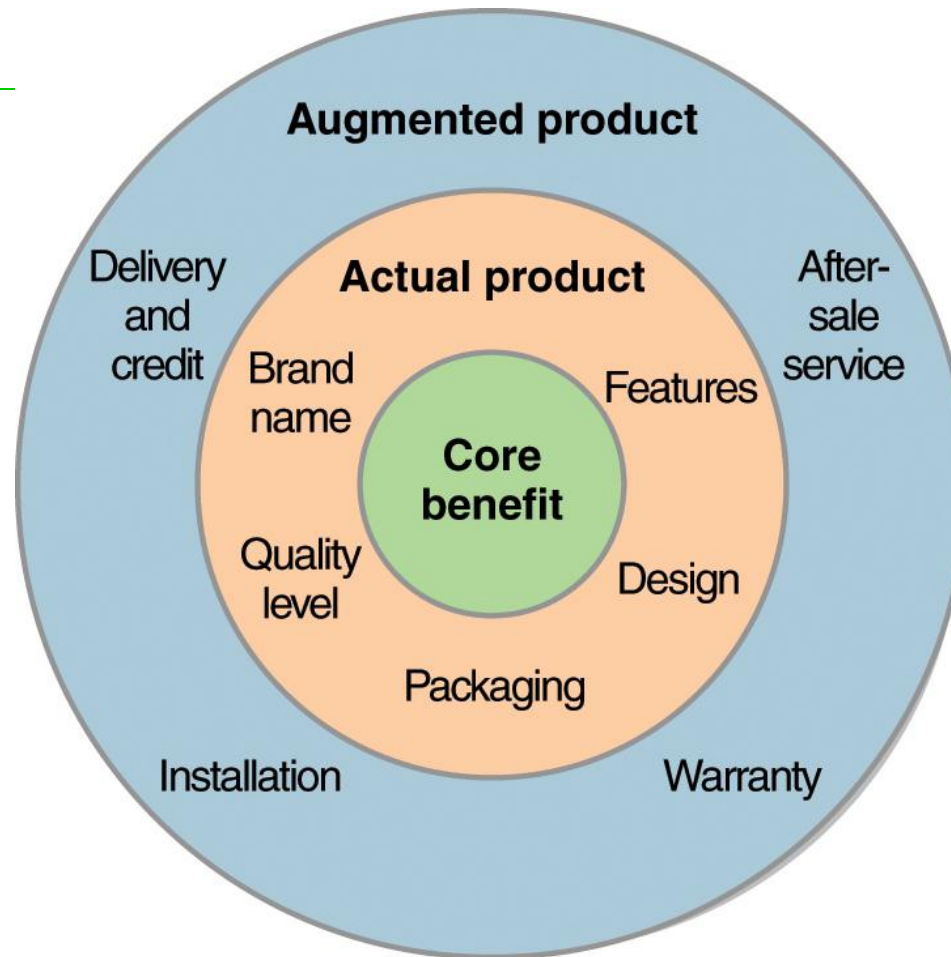 Augmented product
Delivery
and
credit
After-
sale
service
Actual product
Brand
name
Features
Core
benefit
Quality
level
Design
Packaging
Installation
Warranty